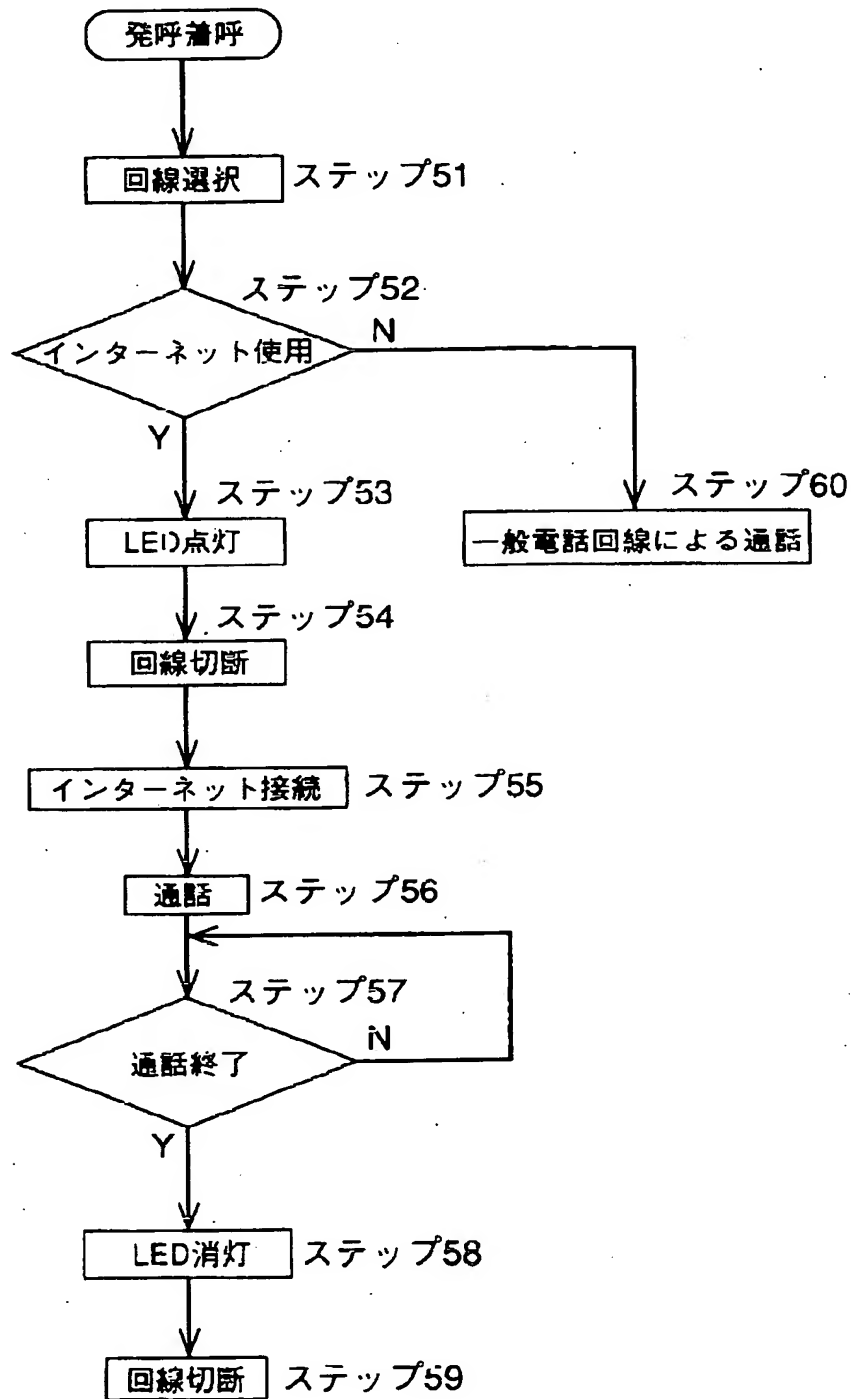 発呼着呼
回線選択 ステップ51
ステップ52
インターネット使用
N
Y
ステップ53
ステップ60
LED点灯
一般電話回線による通話
ステップ54
回線切断
インターネット接続 ステップ55
通話 ステップ56
ステップ57
通話終了
N
Y
LED消灯 ステップ58
回線切断 ステップ59